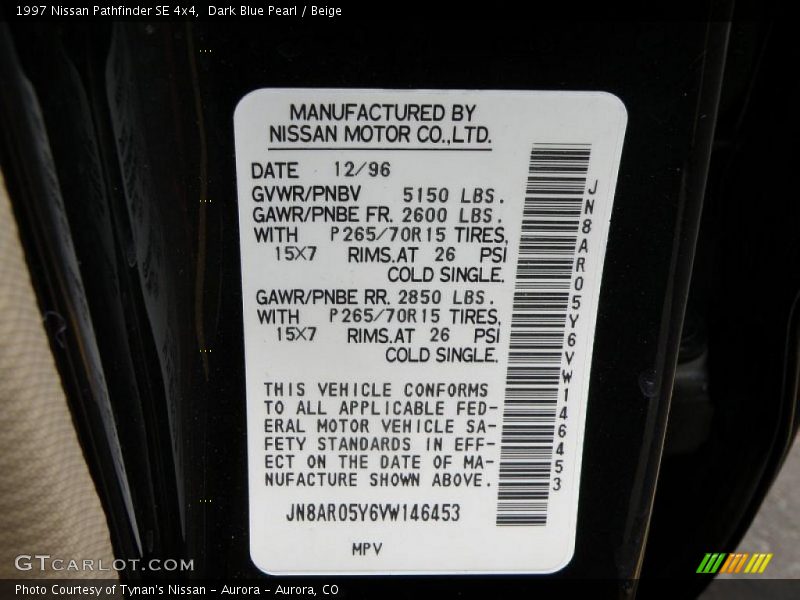 1997 Nissan Pathfinder SE 4x4, Dark Blue Pearl / Beige
MANUFACTURED BY
NISSAN MOTOR CO.,LTD.
DATE 12/96
GVWR/PNBV 5150 LBS.
GAWR/PNBE FR. 2600 LBS.
WITH P265/70R15 TIRES,
15X7 RIMS.AT 26 PSI
COLD SINGLE.
GAWR/PNBE RR. 2850 LBS.
WITH P265/70R15 TIRES,
15X7 RIMS.AT 26 PSI
COLD SINGLE.
THIS VEHICLE CONFORMS
TO ALL APPLICABLE FED-
ERAL MOTOR VEHICLE SA-
FETY STANDARDS IN EFF-
ECT ON THE DATE OF MA-
NUFACTURE SHOWN ABOVE.
JN8AR05Y6VW146453
MPV
JN8AR05Y6VW146453
GTCARLOT.COM
Photo Courtesy of Tynan's Nissan - Aurora - Aurora, CO